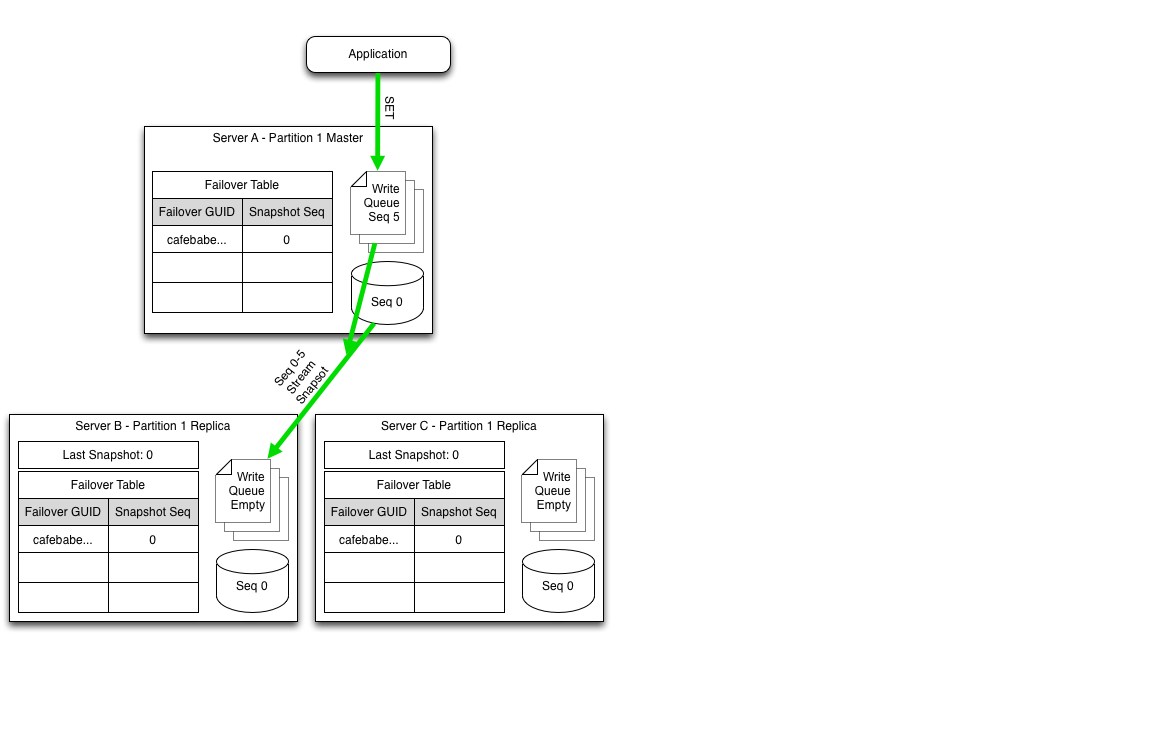 Application
SET
Server A - Partition 1 Master
Failover Table
Failover GUID Snapshot Seq
cafebabe... 0
Write
Queue
Seq 5
Seq 0
Seq 0-5
Stream
Snapsot
Server B - Partition 1 Replica
Last Snapshot: 0
Failover Table
Failover GUID Snapshot Seq
cafebabe... 0
Write
Queue
Empty
Seq 0
Server C - Partition 1 Replica
Last Snapshot: 0
Failover Table
Failover GUID Snapshot Seq
cafebabe... 0
Write
Queue
Empty
Seq 0